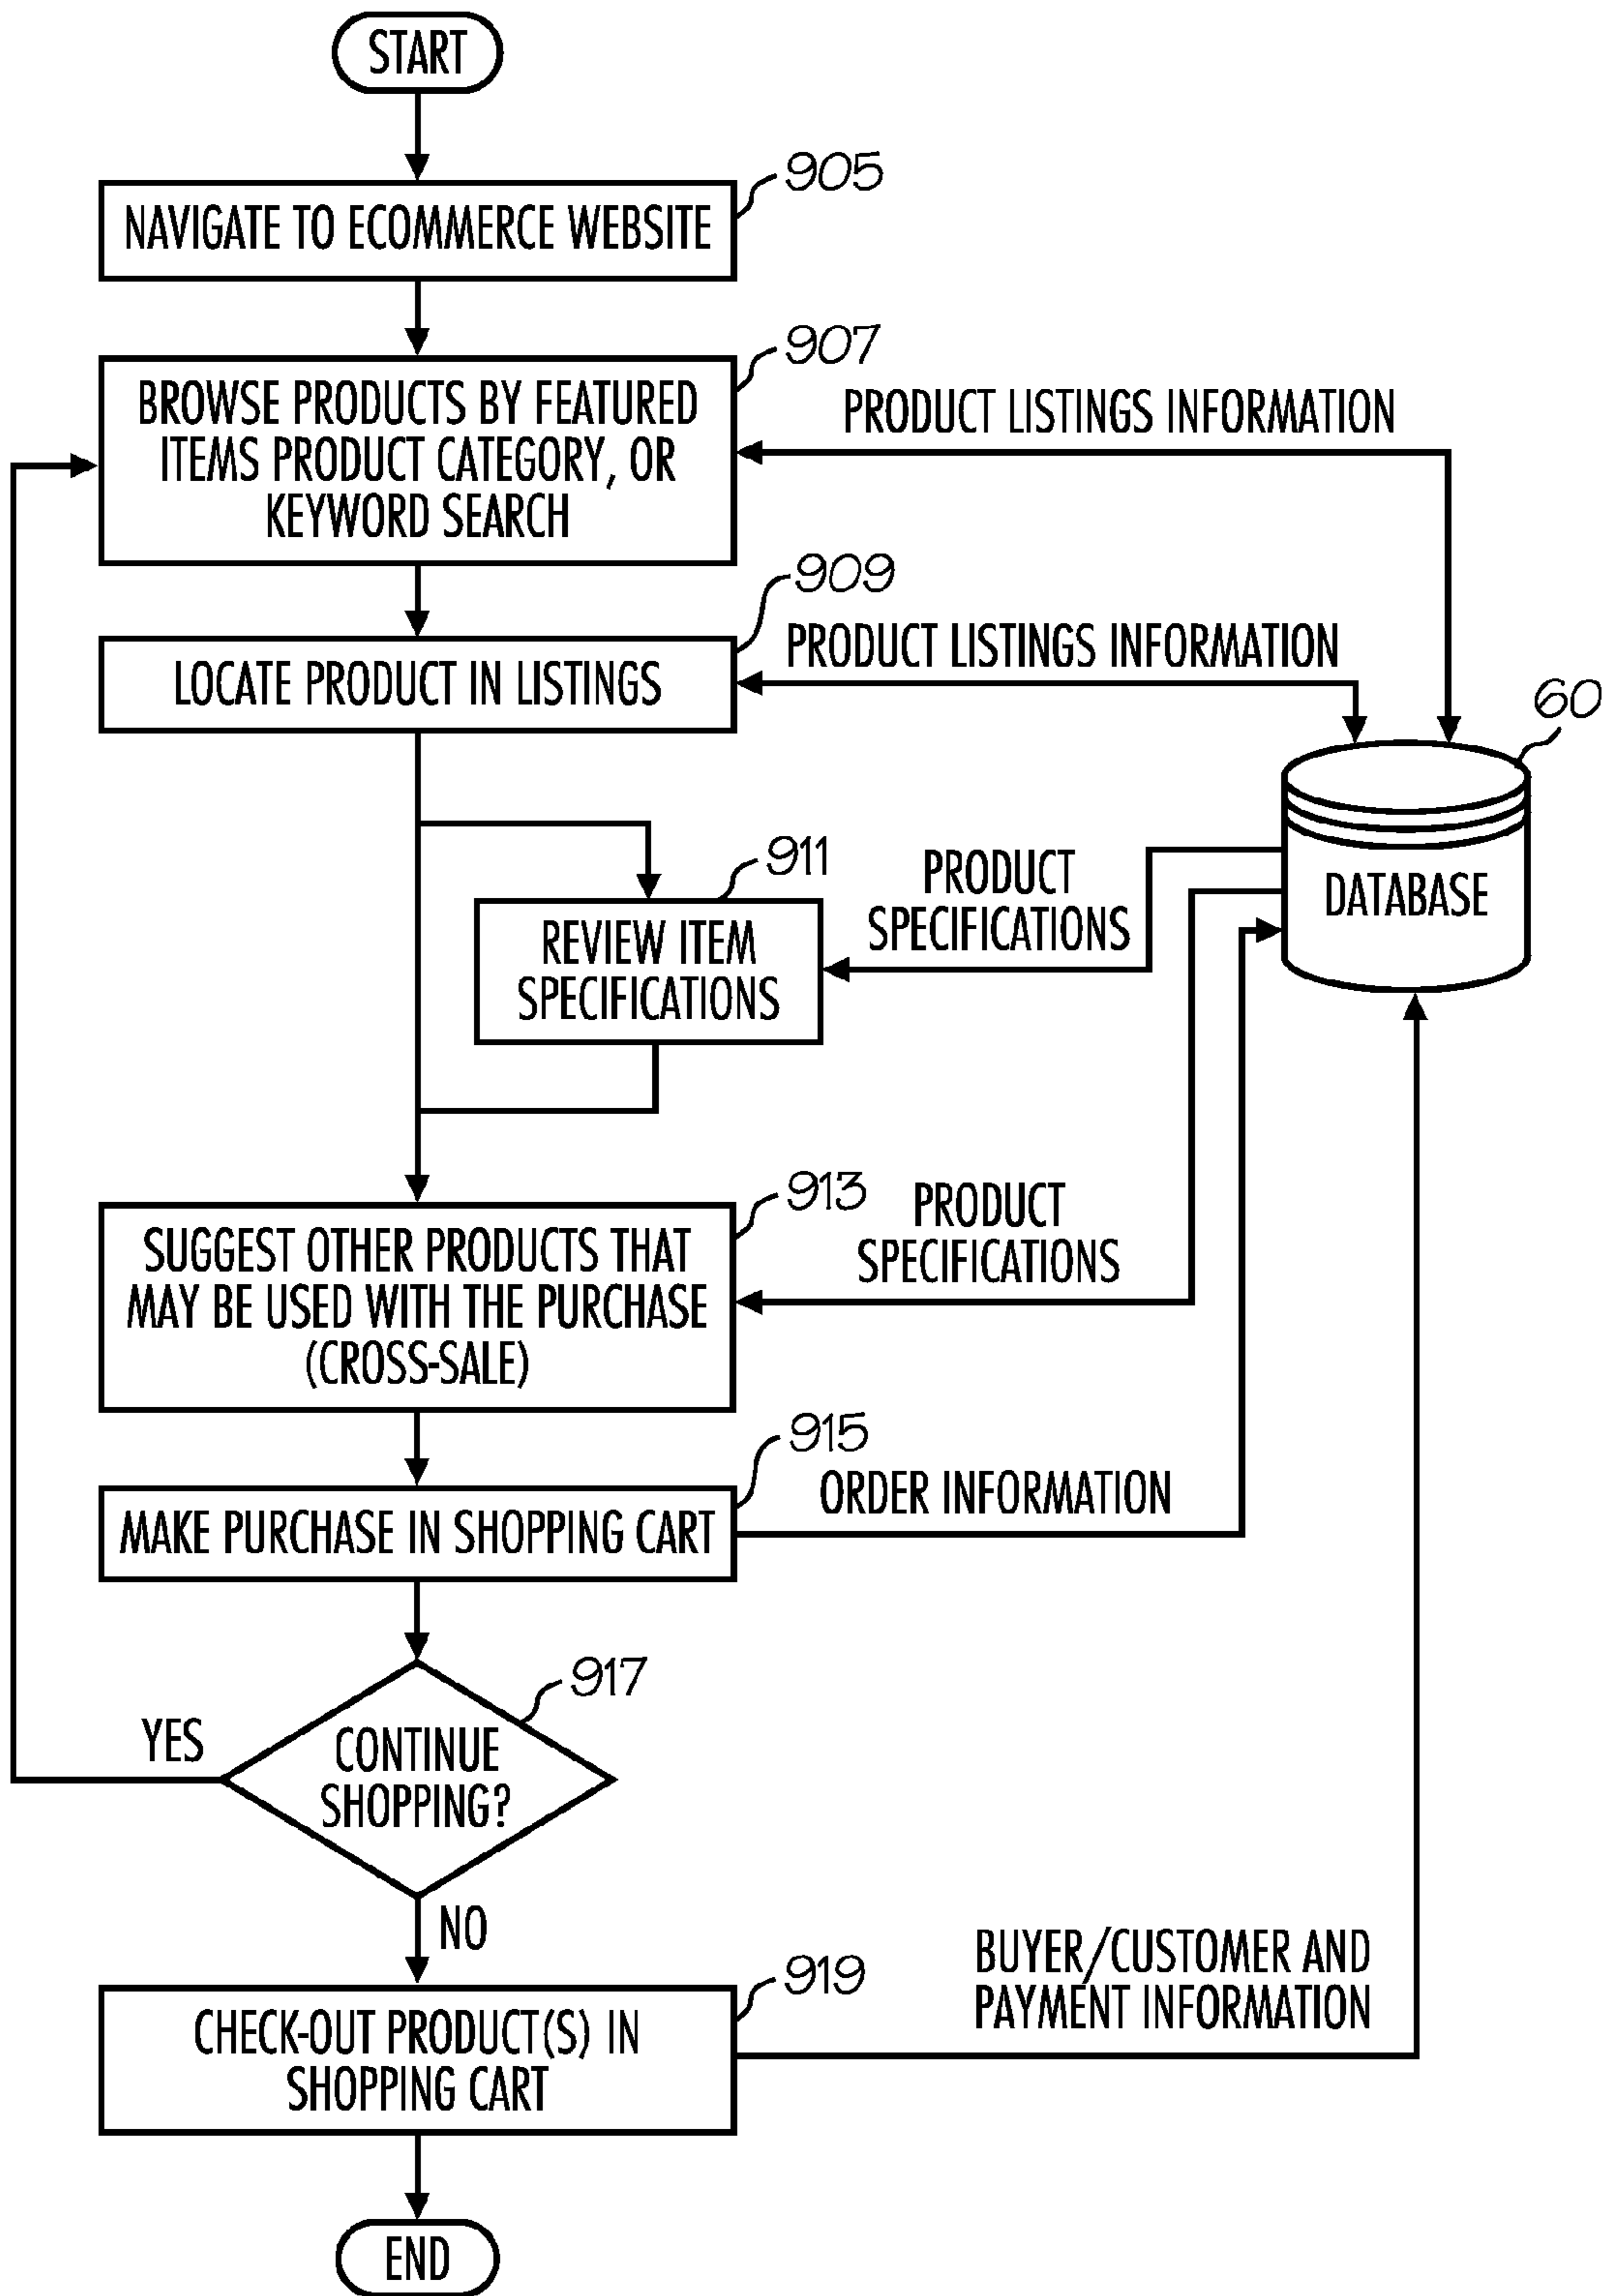 START
905
NAVIGATE TO ECOMMERCE WEBSITE
907
BROWSE PRODUCTS BY FEATURED
ITEMS PRODUCT CATEGORY, OR
KEYWORD SEARCH
PRODUCT LISTINGS INFORMATION
909
LOCATE PRODUCT IN LISTINGS
PRODUCT LISTINGS INFORMATION
60
DATABASE
911
REVIEW ITEM
SPECIFICATIONS
PRODUCT
SPECIFICATIONS
913
SUGGEST OTHER PRODUCTS THAT
MAY BE USED WITH THE PURCHASE
(CROSS-SALE)
PRODUCT
SPECIFICATIONS
915
MAKE PURCHASE IN SHOPPING CART
ORDER INFORMATION
917
CONTINUE
SHOPPING?
YES
NO
919
CHECK-OUT PRODUCT(S) IN
SHOPPING CART
BUYER/CUSTOMER AND
PAYMENT INFORMATION
END